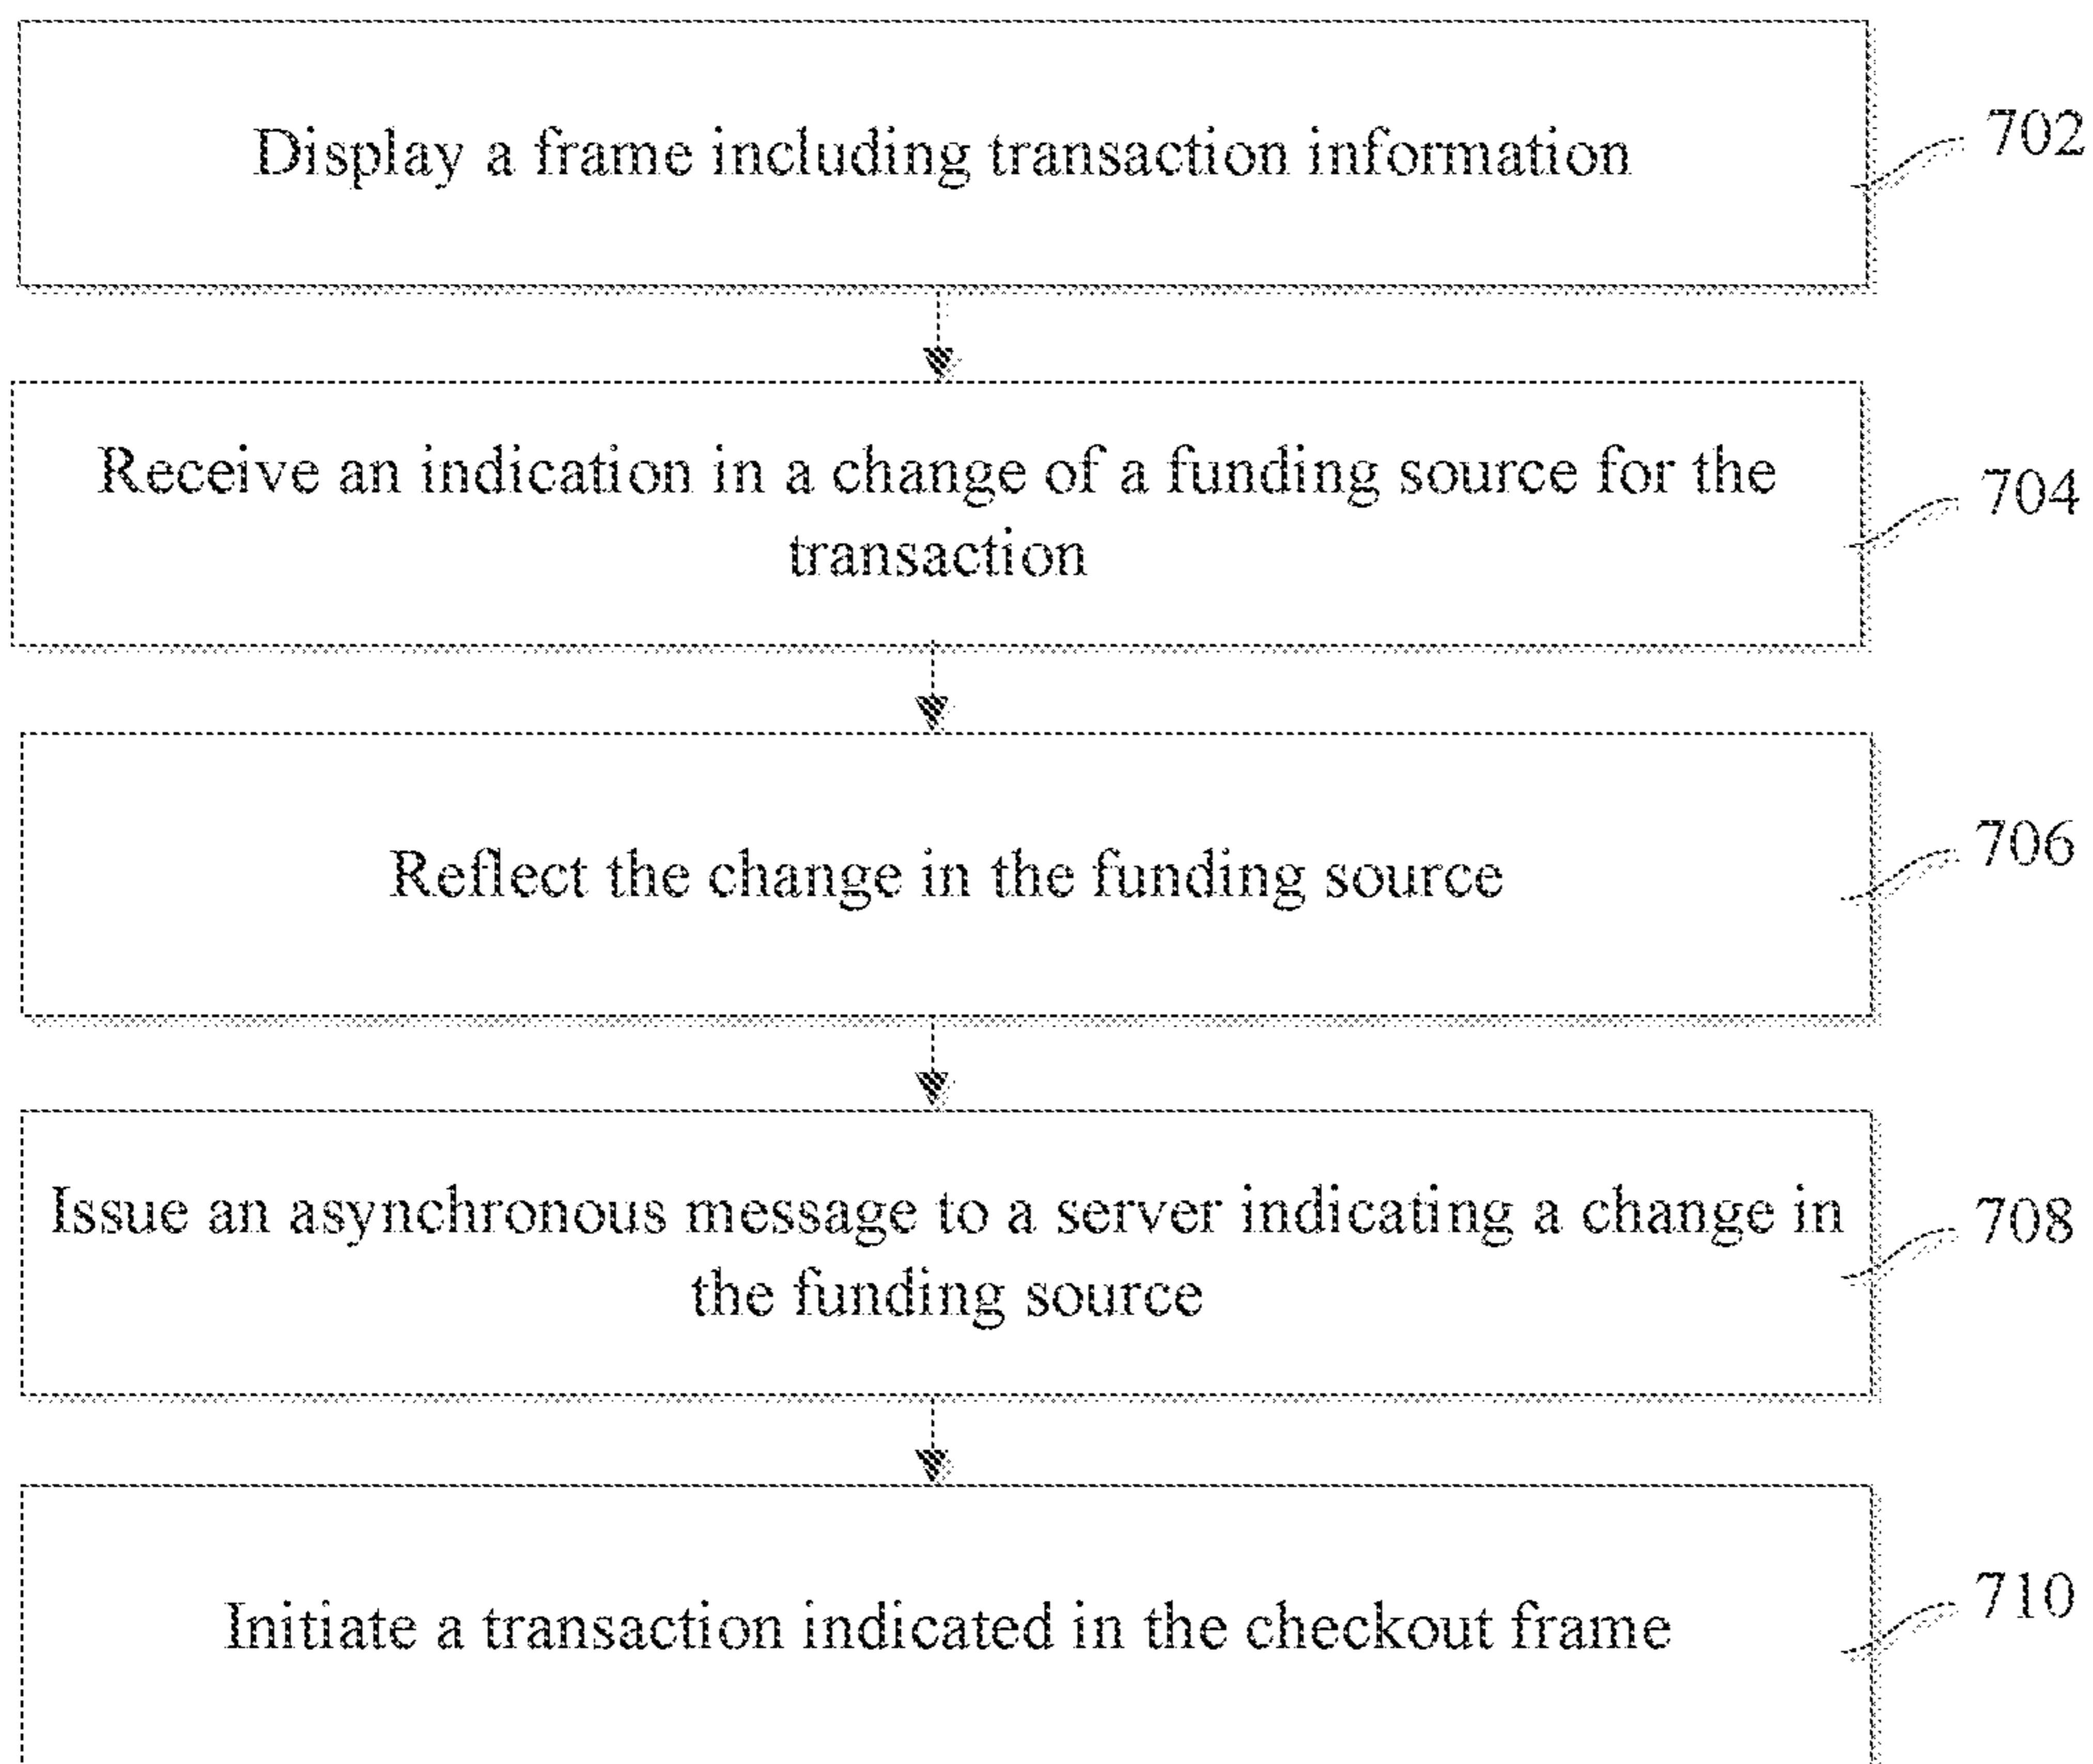 Display a frame including transaction information
702
Receive an indication in a change of a funding source for the
transaction
704
Reflect the change in the funding source
706
Issue an asynchronous message to a server indicating a change in
the funding source
708
Initiate a transaction indicated in the checkout frame
710